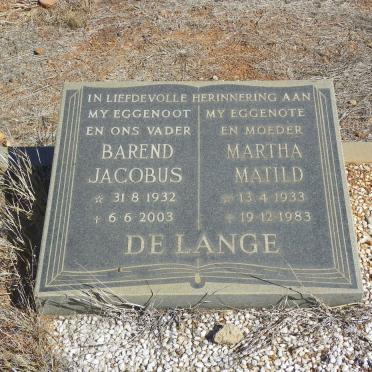 IN LIEFDEVOLLE HERINNERING AAN
MY EGGENOOT
EN ONS VADER
BAREND
JACOBUS
☆ 31·8·1932
✝ 6·6·2003
MY EGGENOTE
EN MOEDER
MARTHA
MATILD
☆ 13·4·1933
✝ 19·12·1983
DE LANGE